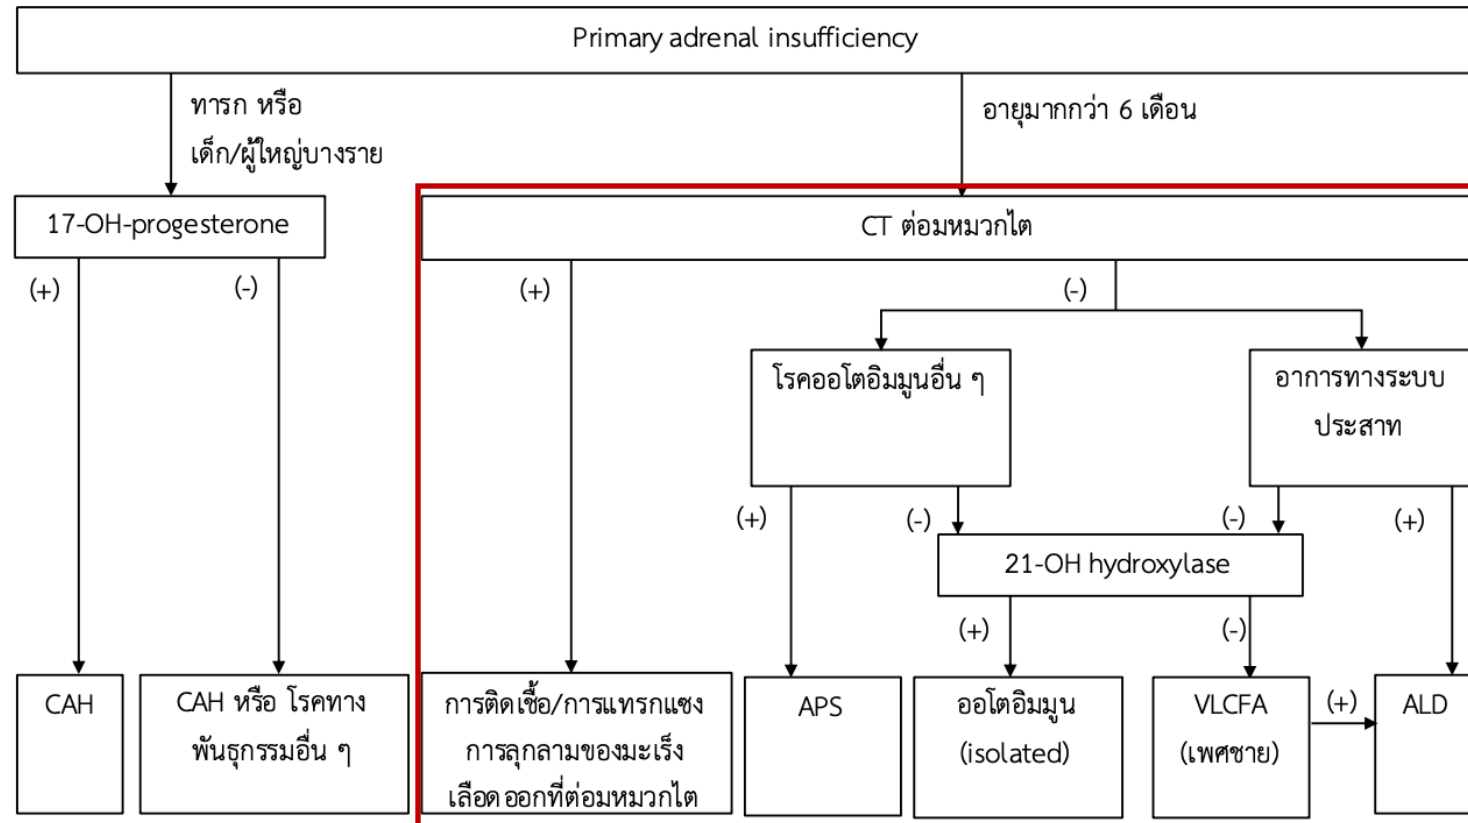 Primary adrenal insufficiency
ทารก หรือ
เด็ก/ผู้ใหญ่บางราย
อายุมากกว่า 6 เดือน
17-OH-progesterone
CT ต่อมหมวกไต
(+)
(-)
(+)
(-)
โรคออโตอิมมูนอื่น ๆ
อาการทางระบบ
ประสาท
(+)
(-)
(-)
(+)
21-OH hydroxylase
(+)
(-)
CAH
CAH หรือ โรคทาง
พันธุกรรมอื่น ๆ
การติดเชื้อ/การแทรกแซง
การลุกลามของมะเร็ง
เลือดออกที่ต่อมหมวกไต
APS
ออโตอิมมูน
(isolated)
VLCFA
(เพศชาย)
(+)
ALD